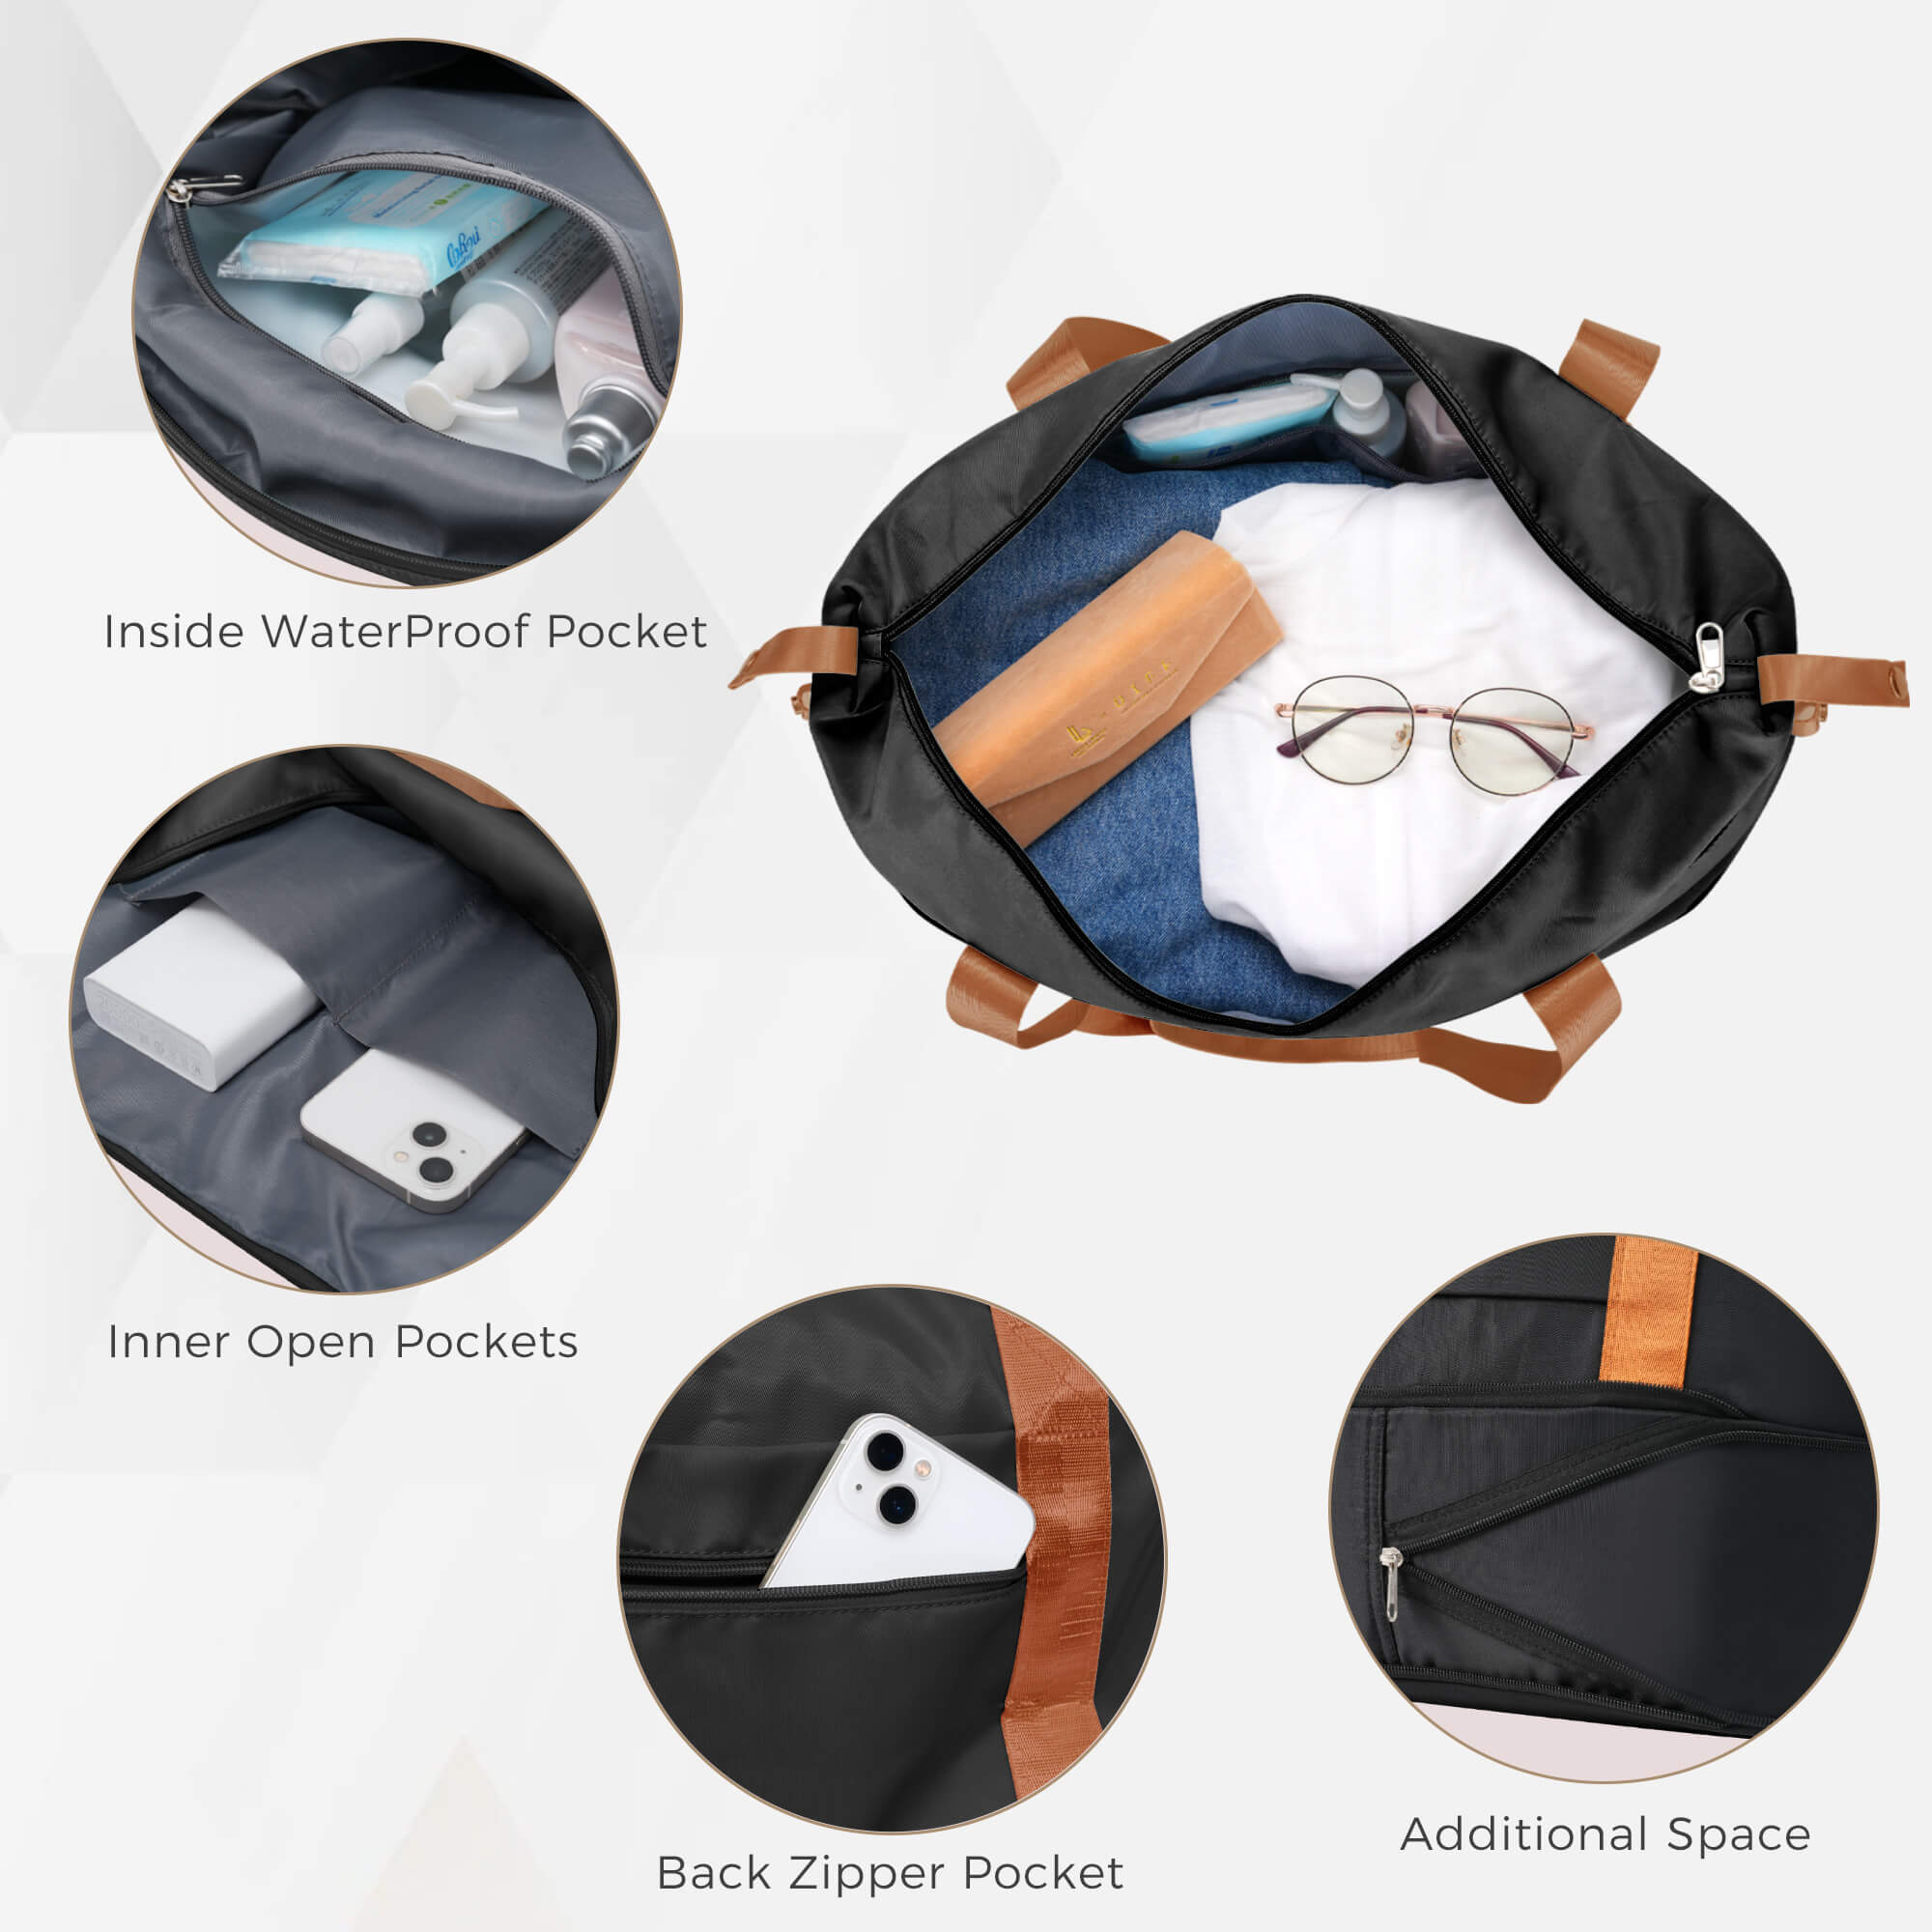 Inside WaterProof Pocket
Inner Open Pockets
Back Zipper Pocket
Additional Space